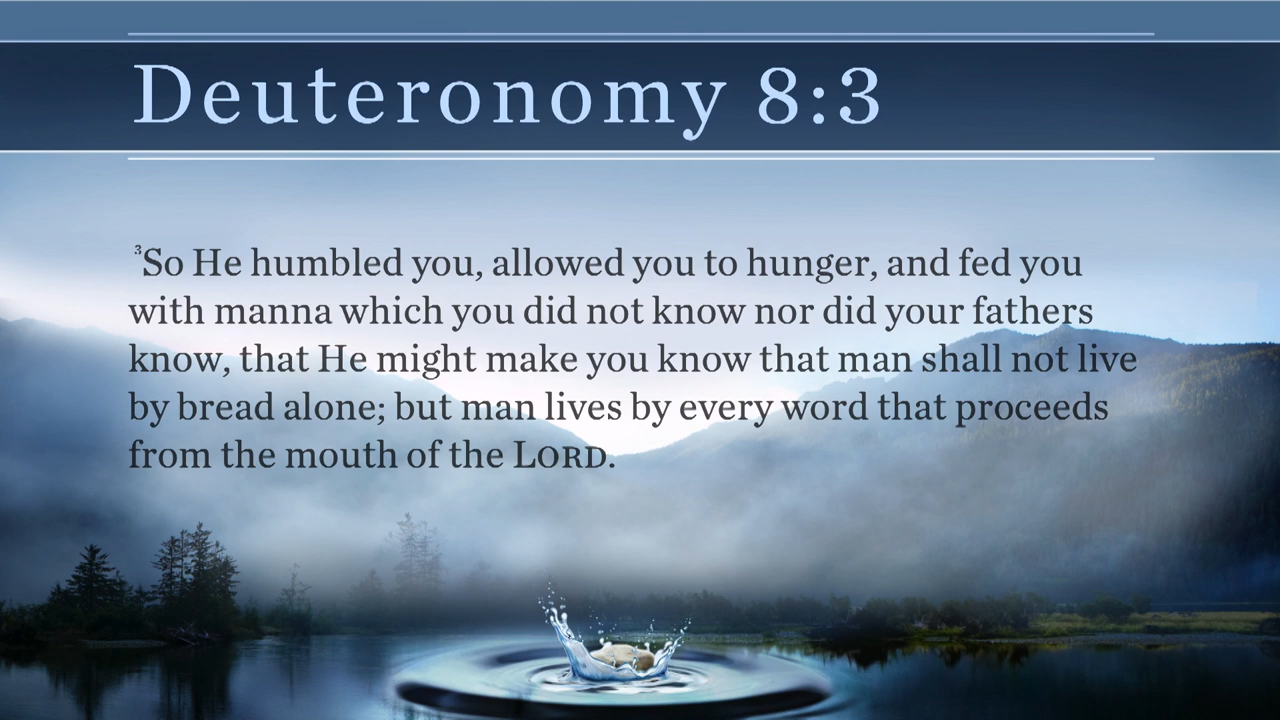 Deuteronomy 8:3
³So He humbled you, allowed you to hunger, and fed you
with manna which you did not know nor did your fathers
know, that He might make you know that man shall not live
by bread alone; but man lives by every word that proceeds
from the mouth of the LORD.